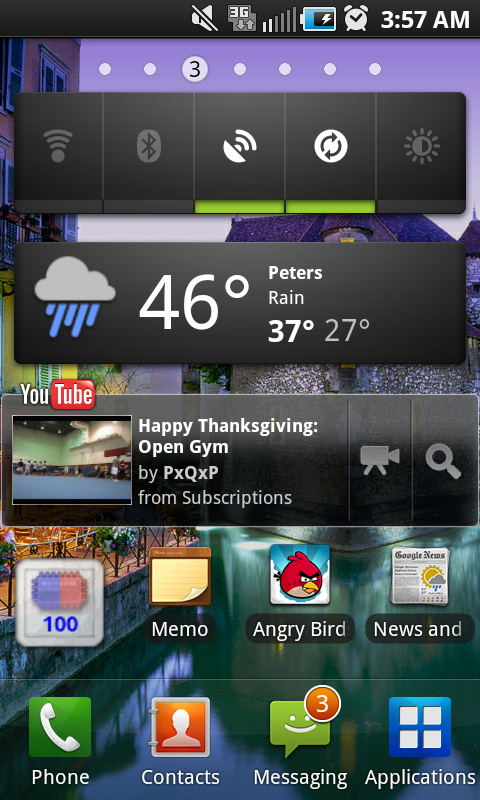 3G
3:57 AM
3
46°
Peters
Rain
37° 27°
YouTube
Happy Thanksgiving:
Open Gym
by PxQxP
from Subscriptions
100
Memo
Angry Bird
Google News
News and
3
Phone
Contacts
Messaging
Applications